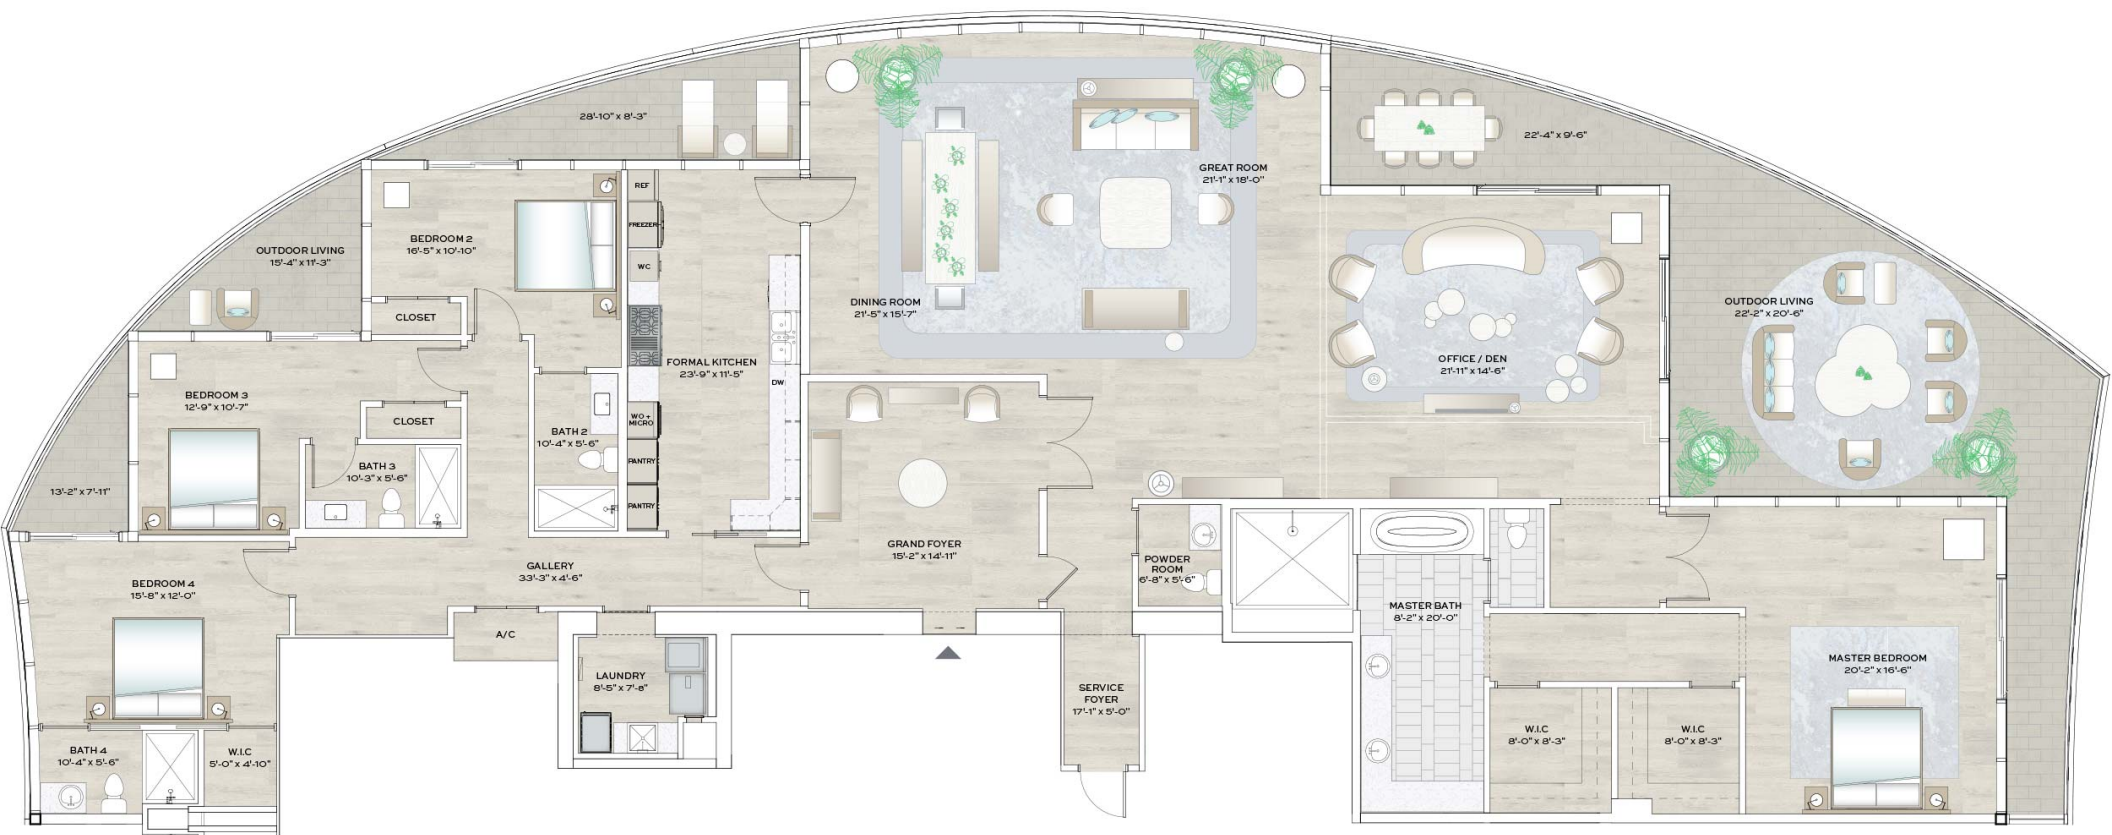 28'-10" x 8'-3"
22'-4" x 9'-6"
GREAT ROOM
21'-1" x 18'-0"
REF
FREEZER
WC
BEDROOM 2
16'-5" x 10'-10"
OUTDOOR LIVING
15'-4" x 11'-3"
CLOSET
DINING ROOM
21'-5" x 15'-7"
OUTDOOR LIVING
22'-2" x 20'-6"
FORMAL KITCHEN
23'-9" x 11'-5"
DW
OFFICE / DEN
21'-11" x 14'-6"
BEDROOM 3
12'-9" x 10'-7"
CLOSET
WO +
MICRO
BATH 2
10'-4" x 5'-6"
PANTRY
PANTRY
BATH 3
10'-3" x 5'-6"
13'-2" x 7'-11"
GRAND FOYER
15'-2" x 14'-11"
GALLERY
33'-3" x 4'-6"
POWDER
ROOM
6'-8" x 5'-6"
BEDROOM 4
15'-8" x 12'-0"
MASTER BATH
8'-2" x 20'-0"
A/C
LAUNDRY
8'-5" x 7'-8"
SERVICE
FOYER
17'-1" x 5'-0"
MASTER BEDROOM
20'-2" x 16'-6"
W.I.C
8'-0" x 8'-3"
W.I.C
8'-0" x 8'-3"
BATH 4
10'-4" x 5'-6"
W.I.C
5'-0" x 4'-10"